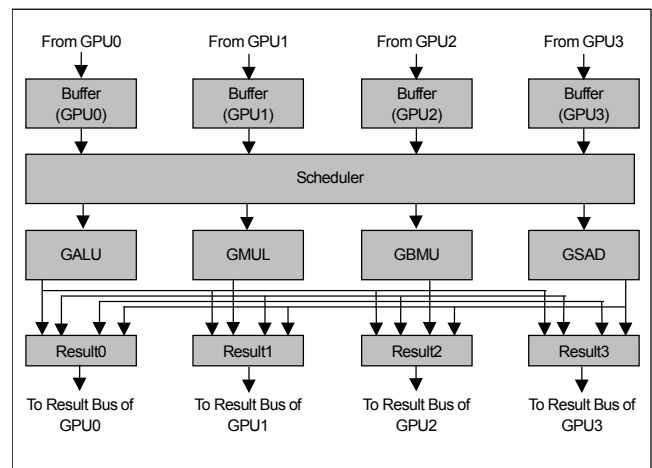 From GPU0
From GPU1
From GPU2
From GPU3
Buffer
(GPU0)
Buffer
(GPU1)
Buffer
(GPU2)
Buffer
(GPU3)
Scheduler
GALU
GMUL
GBMU
GSAD
Result0
Result1
Result2
Result3
To Result Bus of
GPU0
To Result Bus of
GPU1
To Result Bus of
GPU2
To Result Bus of
GPU3